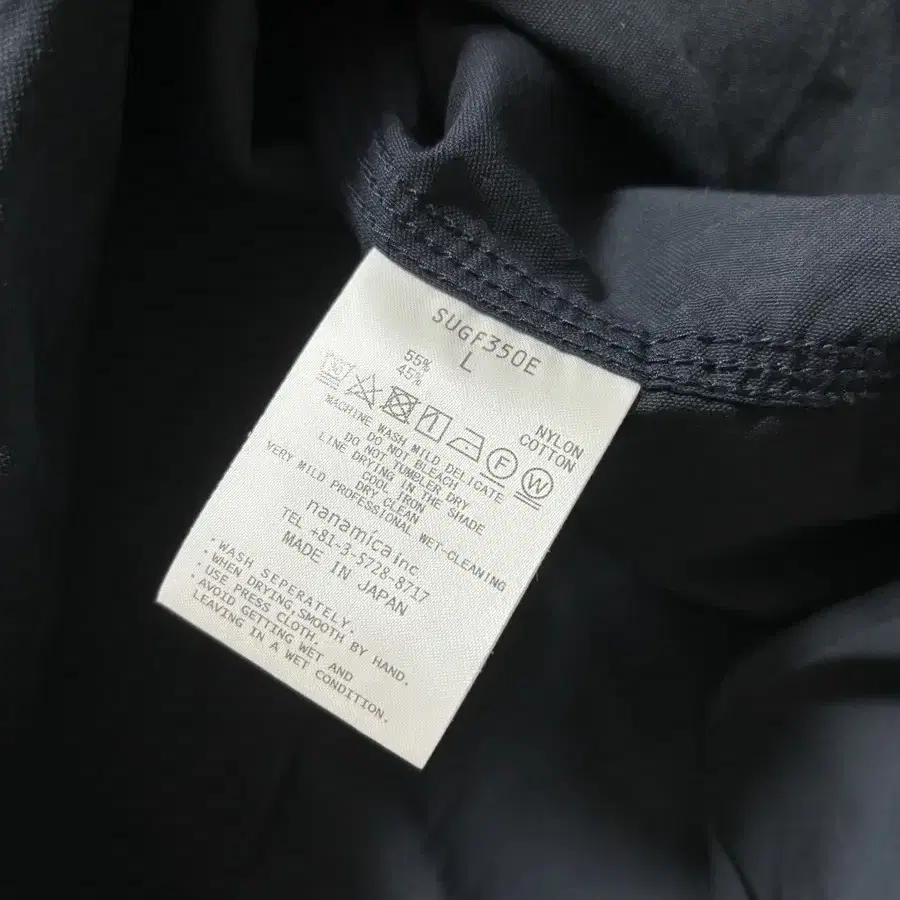 SUGF350E
L
55% NYLON
45% COTTON
30 F W
MACHINE WASH MILD DELICATE
DO NOT BLEACH
DO NOT TUMBLER DRY
LINE DRYING IN THE SHADE
COOL IRON
DRY CLEAN
VERY MILD PROFESSIONAL WET-CLEANING
nanamica inc
TEL +81-3-5728-8717
MADE IN JAPAN
・WASH SEPERATELY.
・WHEN DRYING,SMOOTH BY HAND.
・USE PRESS CLOTH.
・AVOID GETTING WET AND
LEAVING IN A WET CONDITION.